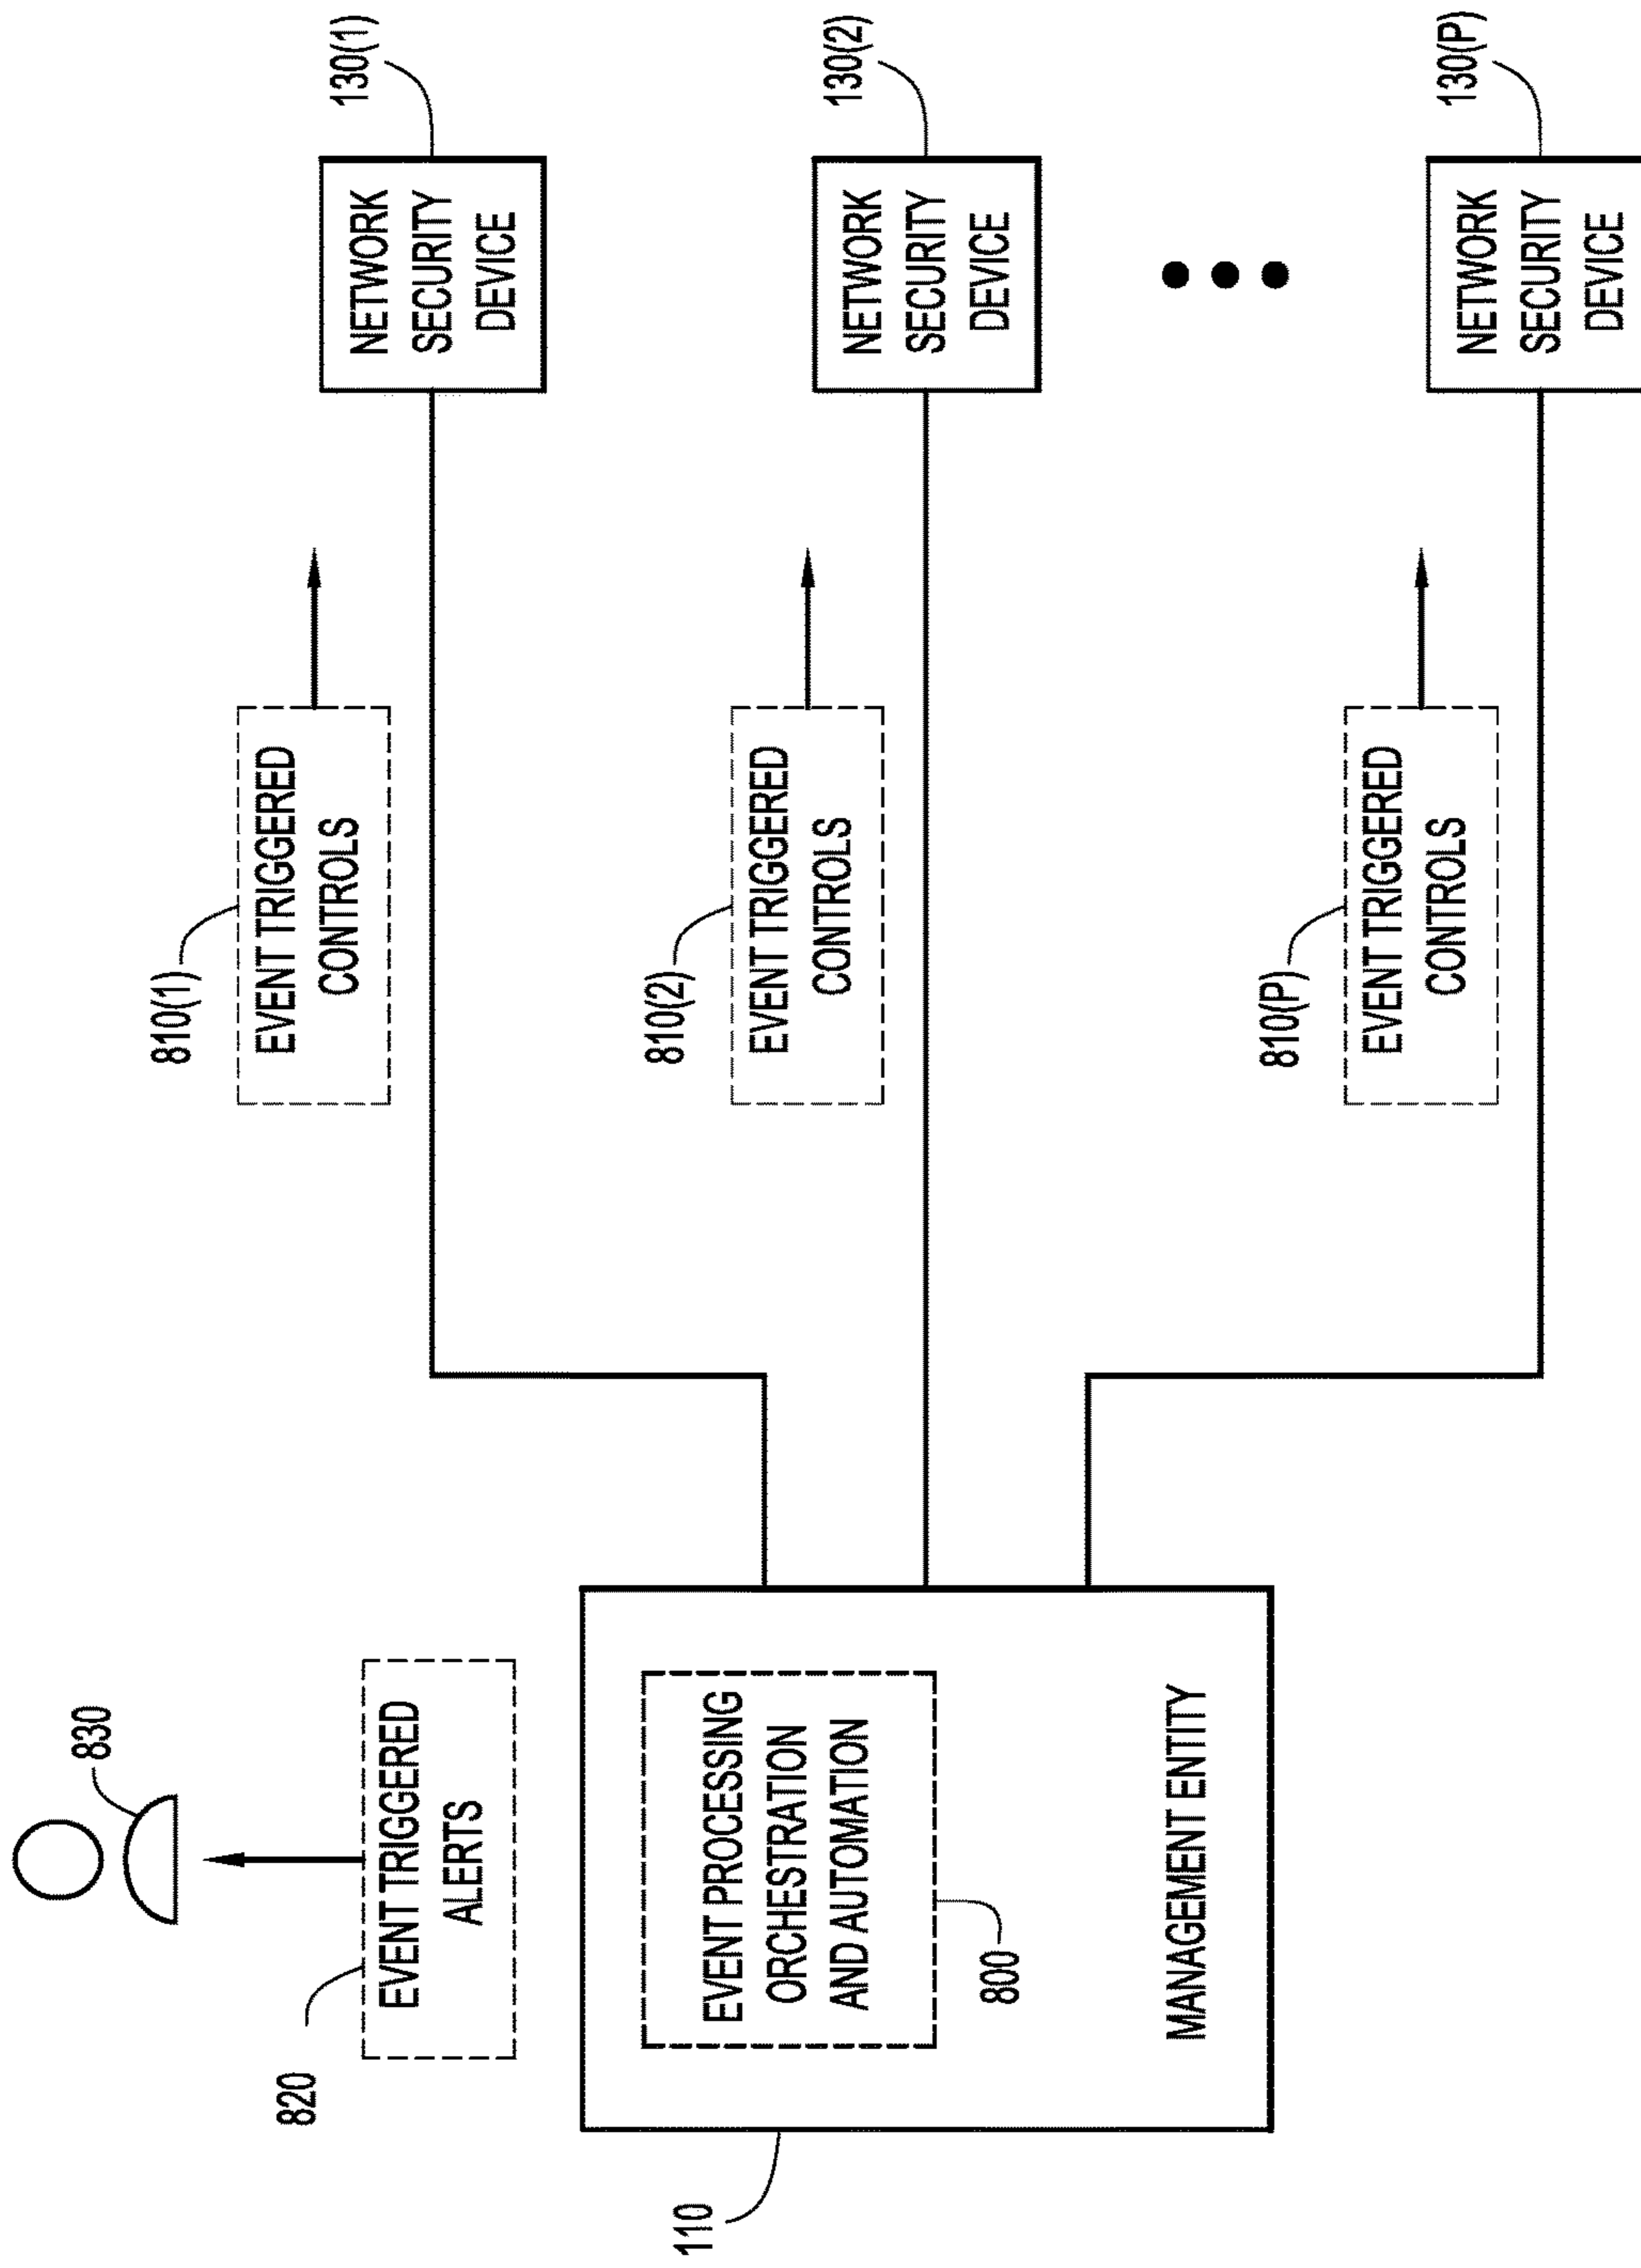 830
820
EVENT TRIGGERED
ALERTS
110
EVENT PROCESSING
ORCHESTRATION
AND AUTOMATION
800
MANAGEMENT ENTITY
810(1)
EVENT TRIGGERED
CONTROLS
130(1)
NETWORK
SECURITY
DEVICE
810(2)
EVENT TRIGGERED
CONTROLS
130(2)
NETWORK
SECURITY
DEVICE
810(P)
EVENT TRIGGERED
CONTROLS
130(P)
NETWORK
SECURITY
DEVICE